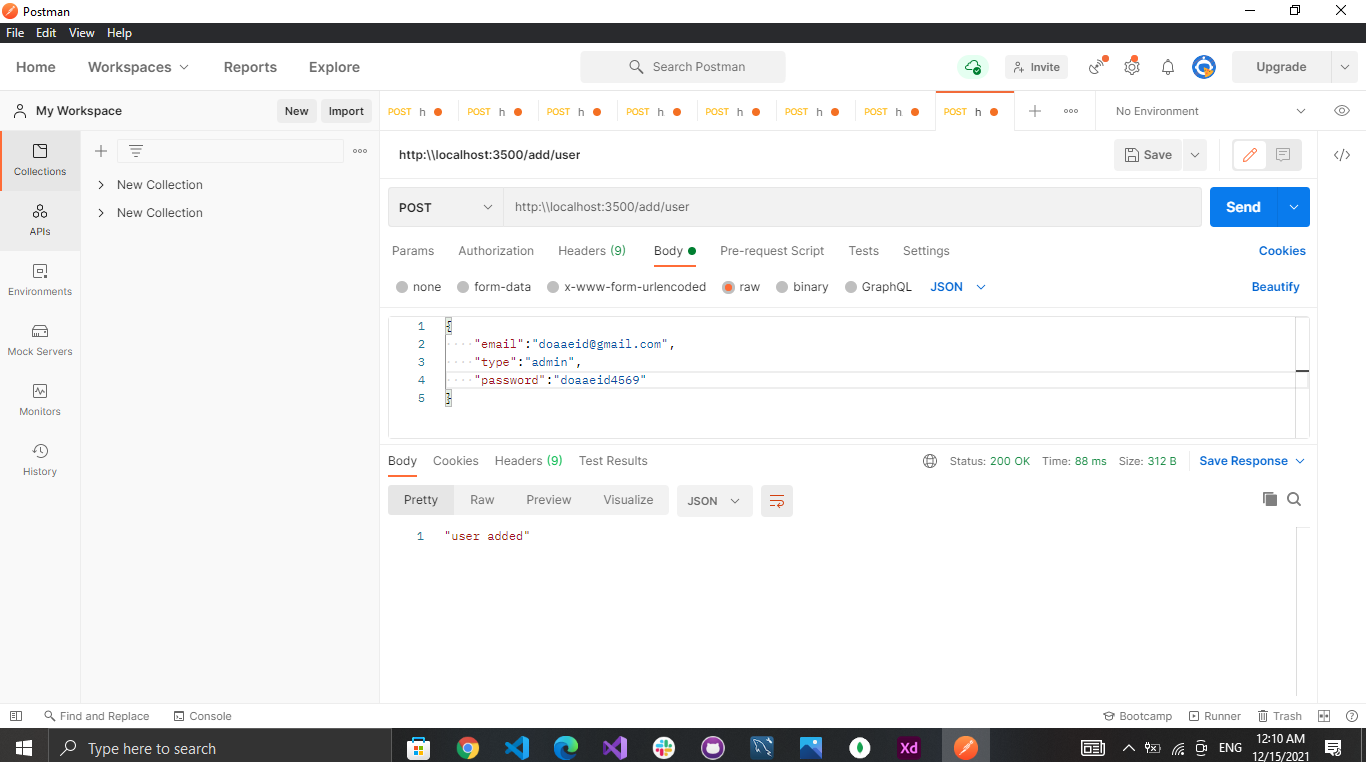 Postman
File Edit View Help
Home Workspaces Reports Explore Search Postman Invite Upgrade
My Workspace New Import POST h POST h POST h POST h POST h POST h POST h POST h No Environment
Collections
APIs
Environments
Mock Servers
Monitors
History
New Collection
New Collection
http:\\localhost:3500/add/user Save
POST http:\\localhost:3500/add/user Send
Params Authorization Headers (9) Body Pre-request Script Tests Settings Cookies
none form-data x-www-form-urlencoded raw binary GraphQL JSON Beautify
1 {
2 "email":"doaaeid@gmail.com",
3 "type":"admin",
4 "password":"doaaeid4569"
5 }
Body Cookies Headers (9) Test Results Status: 200 OK Time: 88 ms Size: 312 B Save Response
Pretty Raw Preview Visualize JSON
1 "user added"
Find and Replace Console Bootcamp Runner Trash
Type here to search Xd ENG 12:10 AM
12/15/2021